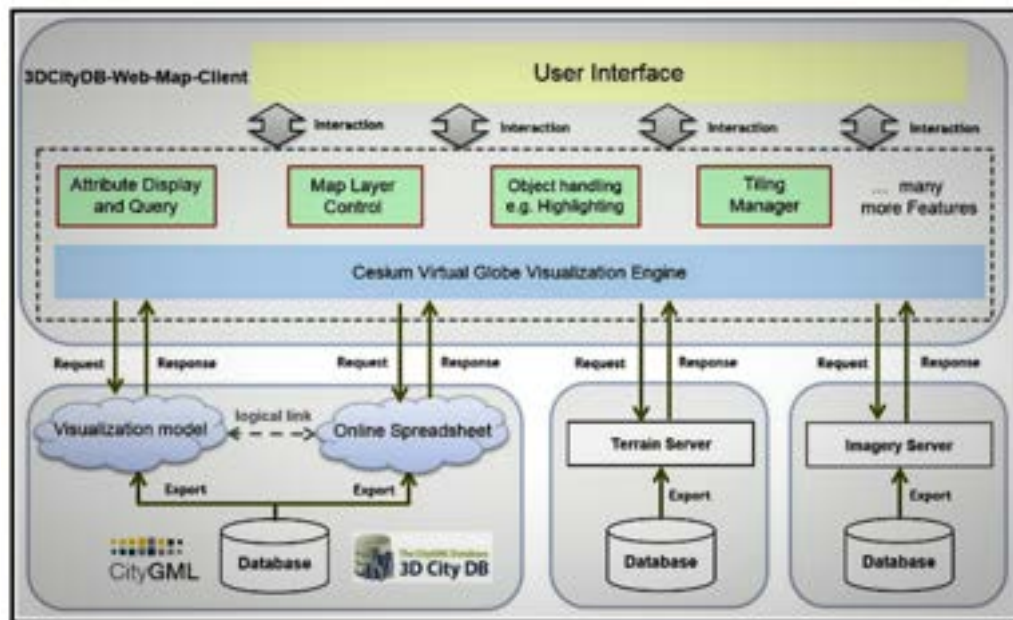 User Interface
3DCityDB-Web-Map-Client
Interaction
Interaction
Interaction
Interaction
Attribute Display
and Query
Map Layer
Control
Object handling
e.g. Highlighting
Tiling
Manager
... many
more Features
Cesium Virtual Globe Visualization Engine
Request
Response
Request
Response
Request
Response
Request
Response
Visualization model
logical link
Online Spreadsheet
Terrain Server
Imagery Server
Export
Export
Export
Export
CityGML
Database
The CityGML Database
3D City DB
Database
Database